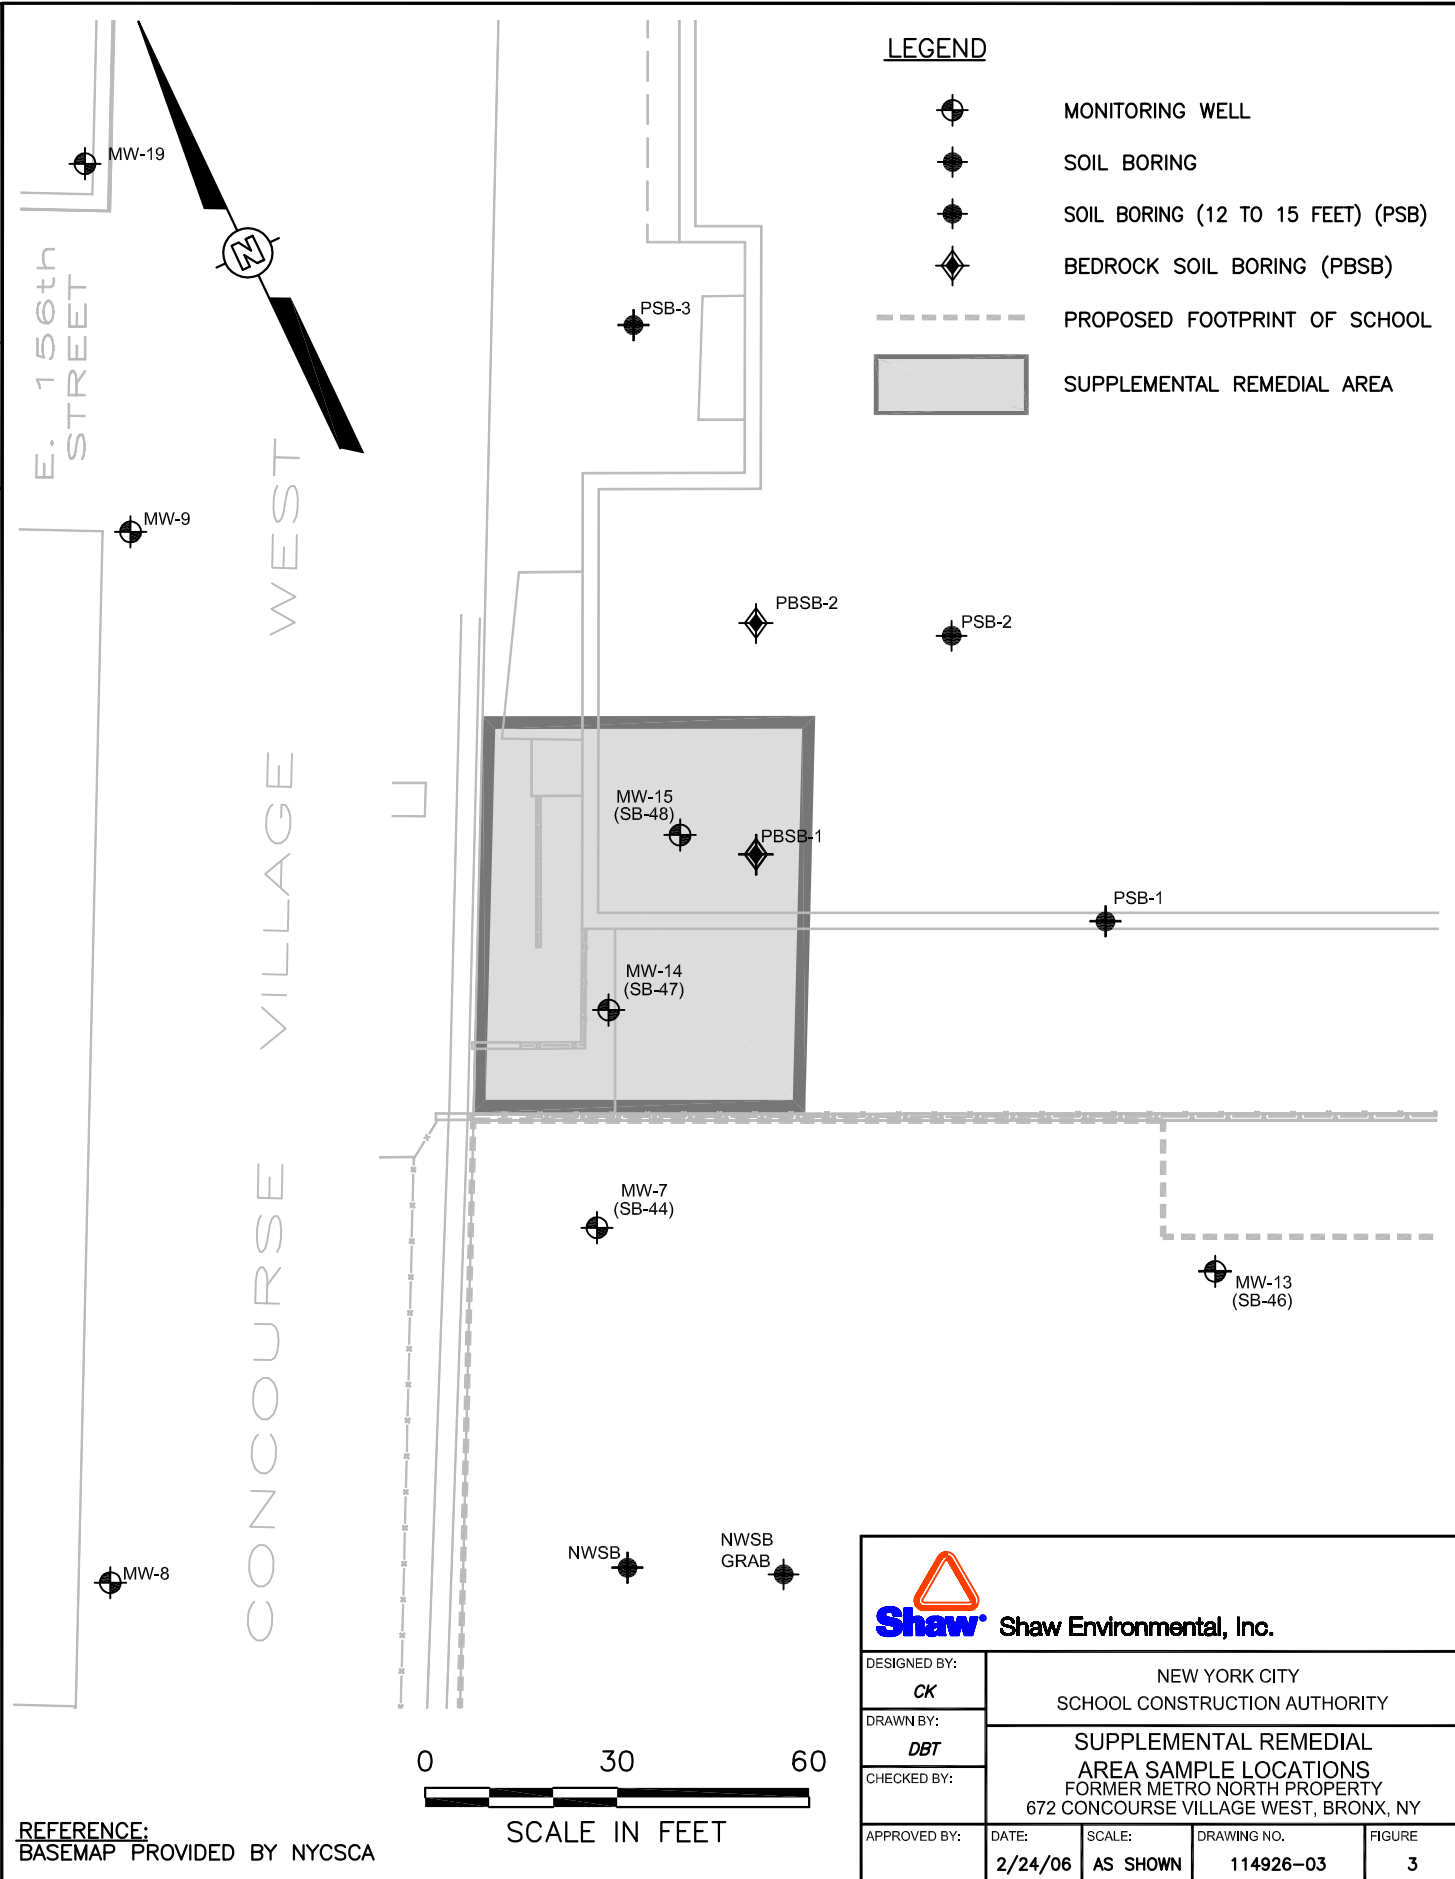 LEGEND
MONITORING WELL
SOIL BORING
SOIL BORING (12 TO 15 FEET) (PSB)
BEDROCK SOIL BORING (PBSB)
PROPOSED FOOTPRINT OF SCHOOL
SUPPLEMENTAL REMEDIAL AREA
MW-19
N
E. 156th
STREET
PSB-3
MW-9
CONCOURSE VILLAGE WEST
PBSB-2
PSB-2
MW-15
(SB-48)
PBSB-1
PSB-1
MW-14
(SB-47)
MW-7
(SB-44)
MW-13
(SB-46)
NWSB
NWSB
GRAB
MW-8
0 30 60
SCALE IN FEET
REFERENCE:
BASEMAP PROVIDED BY NYCSCA
Shaw Shaw Environmental, Inc.
DESIGNED BY:
CK
DRAWN BY:
DBT
CHECKED BY:
APPROVED BY:
NEW YORK CITY
SCHOOL CONSTRUCTION AUTHORITY
SUPPLEMENTAL REMEDIAL
AREA SAMPLE LOCATIONS
FORMER METRO NORTH PROPERTY
672 CONCOURSE VILLAGE WEST, BRONX, NY
DATE:
2/24/06
SCALE:
AS SHOWN
DRAWING NO.
114926-03
FIGURE
3